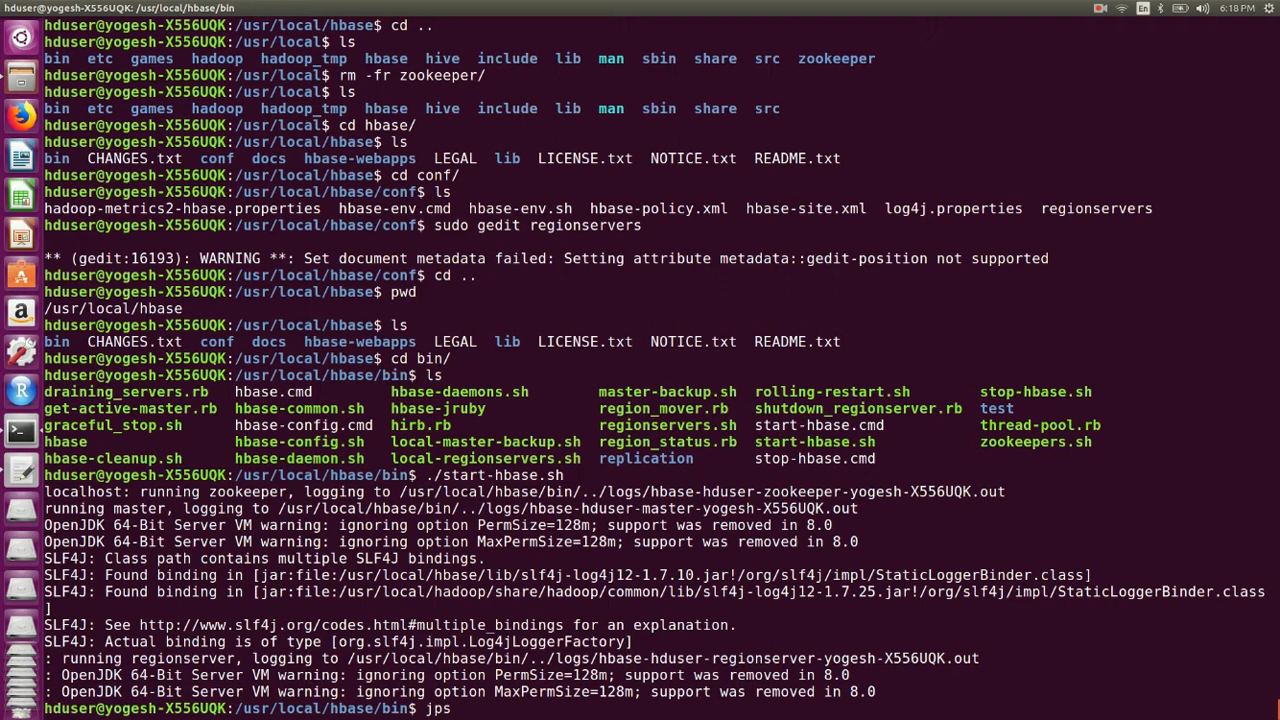 hduser@yogesh-X556UQK: /usr/local/hbase/bin
En
6:18 PM
hduser@yogesh-X556UQK:/usr/local/hbase$ cd ..
hduser@yogesh-X556UQK:/usr/local$ ls
bin etc games hadoop hadoop_tmp hbase hive include lib man sbin share src zookeeper
hduser@yogesh-X556UQK:/usr/local$ rm -fr zookeeper/
hduser@yogesh-X556UQK:/usr/local$ ls
bin etc games hadoop hadoop_tmp hbase hive include lib man sbin share src
hduser@yogesh-X556UQK:/usr/local$ cd hbase/
hduser@yogesh-X556UQK:/usr/local/hbase$ ls
bin CHANGES.txt conf docs hbase-webapps LEGAL lib LICENSE.txt NOTICE.txt README.txt
hduser@yogesh-X556UQK:/usr/local/hbase$ cd conf/
hduser@yogesh-X556UQK:/usr/local/hbase/conf$ ls
hadoop-metrics2-hbase.properties hbase-env.cmd hbase-env.sh hbase-policy.xml hbase-site.xml log4j.properties regionservers
hduser@yogesh-X556UQK:/usr/local/hbase/conf$ sudo gedit regionservers
** (gedit:16193): WARNING **: Set document metadata failed: Setting attribute metadata::gedit-position not supported
hduser@yogesh-X556UQK:/usr/local/hbase/conf$ cd ..
hduser@yogesh-X556UQK:/usr/local/hbase$ pwd
/usr/local/hbase
hduser@yogesh-X556UQK:/usr/local/hbase$ ls
bin CHANGES.txt conf docs hbase-webapps LEGAL lib LICENSE.txt NOTICE.txt README.txt
hduser@yogesh-X556UQK:/usr/local/hbase$ cd bin/
hduser@yogesh-X556UQK:/usr/local/hbase/bin$ ls
draining_servers.rb hbase.cmd hbase-daemons.sh master-backup.sh rolling-restart.sh stop-hbase.sh
get-active-master.rb hbase-common.sh hbase-jruby region_mover.rb shutdown_regionserver.rb test
graceful_stop.sh hbase-config.cmd hirb.rb regionservers.sh start-hbase.cmd thread-pool.rb
hbase hbase-config.sh local-master-backup.sh region_status.rb start-hbase.sh zookeepers.sh
hbase-cleanup.sh hbase-daemon.sh local-regionservers.sh replication stop-hbase.cmd
hduser@yogesh-X556UQK:/usr/local/hbase/bin$ ./start-hbase.sh
localhost: running zookeeper, logging to /usr/local/hbase/bin/../logs/hbase-hduser-zookeeper-yogesh-X556UQK.out
running master, logging to /usr/local/hbase/bin/../logs/hbase-hduser-master-yogesh-X556UQK.out
OpenJDK 64-Bit Server VM warning: ignoring option PermSize=128m; support was removed in 8.0
OpenJDK 64-Bit Server VM warning: ignoring option MaxPermSize=128m; support was removed in 8.0
SLF4J: Class path contains multiple SLF4J bindings.
SLF4J: Found binding in [jar:file:/usr/local/hbase/lib/slf4j-log4j12-1.7.10.jar!/org/slf4j/impl/StaticLoggerBinder.class]
SLF4J: Found binding in [jar:file:/usr/local/hadoop/share/hadoop/common/lib/slf4j-log4j12-1.7.25.jar!/org/slf4j/impl/StaticLoggerBinder.class
]
SLF4J: See http://www.slf4j.org/codes.html#multiple_bindings for an explanation.
SLF4J: Actual binding is of type [org.slf4j.impl.Log4jLoggerFactory]
: running regionserver, logging to /usr/local/hbase/bin/../logs/hbase-hduser-regionserver-yogesh-X556UQK.out
: OpenJDK 64-Bit Server VM warning: ignoring option PermSize=128m; support was removed in 8.0
: OpenJDK 64-Bit Server VM warning: ignoring option MaxPermSize=128m; support was removed in 8.0
hduser@yogesh-X556UQK:/usr/local/hbase/bin$ jps